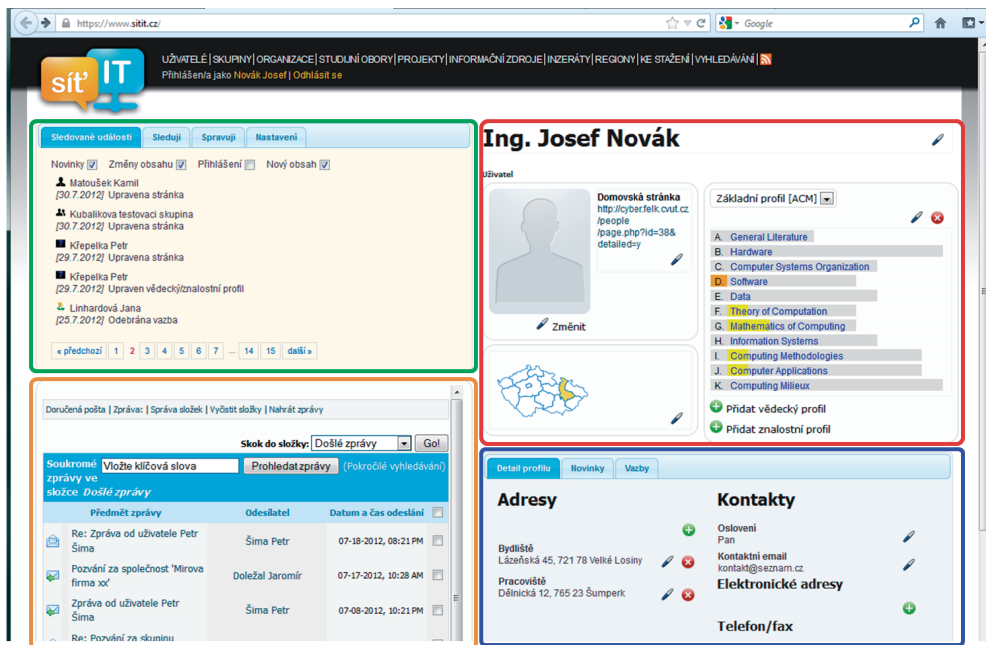 https://www.sitit.cz/
Google
síť IT
UŽIVATELÉ | SKUPINY | ORGANIZACE | STUDIJNÍ OBORY | PROJEKTY | INFORMAČNÍ ZDROJE | INZERÁTY | REGIONY | KE STAŽENÍ | VYHLEDÁVÁNÍ |
Přihlášen/a jako Novák Josef | Odhlásit se
Sledované události Sleduji Spravuji Nastavení
Novinky Změny obsahu Přihlášení Nový obsah
Matoušek Kamil
[30.7.2012] Upravena stránka
Kubalikova testovaci skupina
[30.7.2012] Upravena stránka
Křepelka Petr
[29.7.2012] Upravena stránka
Křepelka Petr
[29.7.2012] Upraven vědecký/znalostní profil
Linhardová Jana
[25.7.2012] Odebrána vazba
« předchozí 1 2 3 4 5 6 7 ... 14 15 další »
Ing. Josef Novák
Uživatel
Domovská stránka
http://cyber.felk.cvut.cz
/people
/page.php?id=38&
detailed=y
Změnit
Základní profil [ACM]
A. General Literature
B. Hardware
C. Computer Systems Organization
D. Software
E. Data
F. Theory of Computation
G. Mathematics of Computing
H. Information Systems
I. Computing Methodologies
J. Computer Applications
K. Computing Milieux
Přidat vědecký profil
Přidat znalostní profil
Doručená pošta | Zpráva: | Správa složek | Vyčistit složky | Nahrát zprávy
Skok do složky: Došlé zprávy Go!
Soukromé
zprávy ve
složce Došlé zprávy
Vložte klíčová slova Prohledat zprávy (Pokročilé vyhledávání)
Předmět zprávy Odesílatel Datum a čas odeslání
Re: Zpráva od uživatele Petr
Šima
Šima Petr 07-18-2012, 08:21 PM
Pozvání za společnost 'Mirova
firma xx'
Doležal Jaromír 07-17-2012, 10:28 AM
Zpráva od uživatele Petr
Šima
Šima Petr 07-08-2012, 10:21 PM
Re: Pozvání za skupinu
Detail profilu Novinky Vazby
Adresy
Bydliště
Lázeňská 45, 721 78 Velké Losiny
Pracoviště
Dělnická 12, 765 23 Šumperk
Kontakty
Oslovení
Pan
Kontaktní email
kontakt@seznam.cz
Elektronické adresy
Telefon/fax